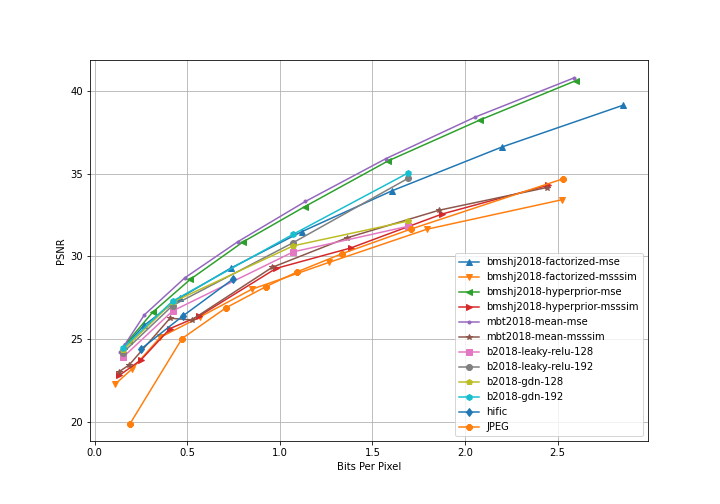 40
35
30
25
20
PSNR
0.0
0.5
1.0
1.5
2.0
2.5
Bits Per Pixel
bmshj2018-factorized-mse
bmshj2018-factorized-msssim
bmshj2018-hyperprior-mse
bmshj2018-hyperprior-msssim
mbt2018-mean-mse
mbt2018-mean-msssim
b2018-leaky-relu-128
b2018-leaky-relu-192
b2018-gdn-128
b2018-gdn-192
hific
JPEG